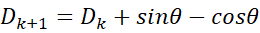 D_{k+1} = D_k + sinθ − cosθ